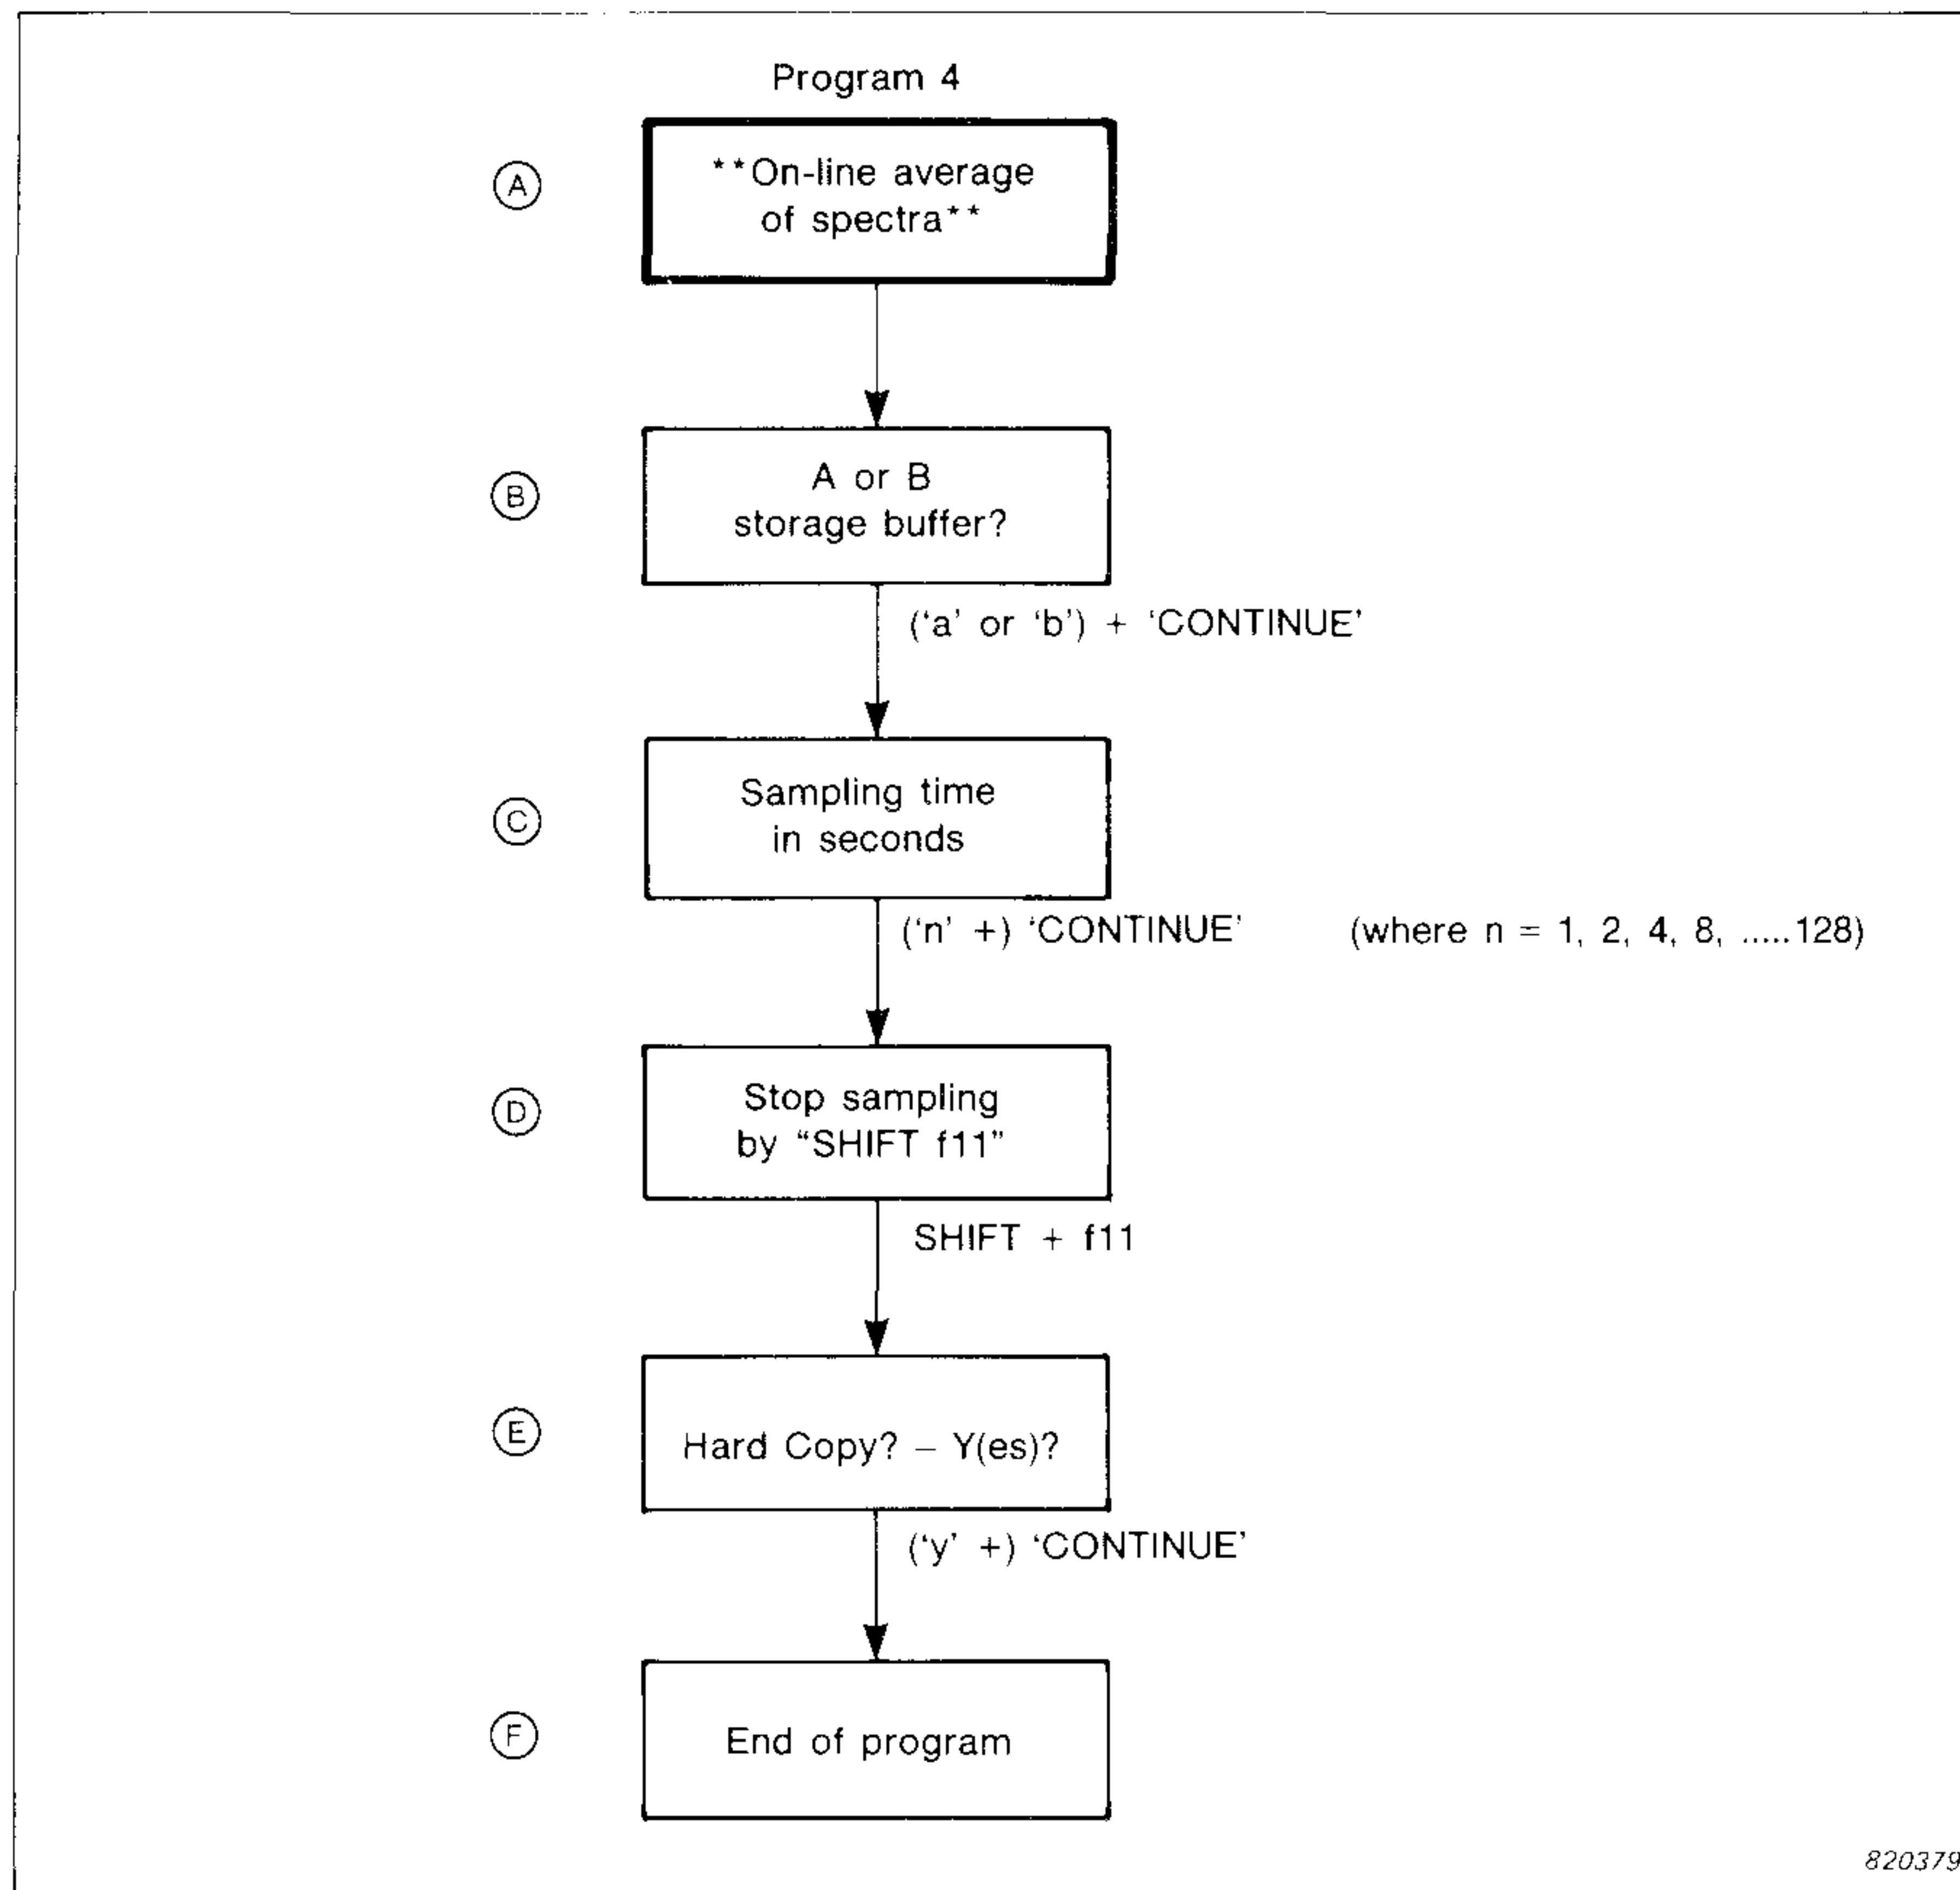 Program 4
A
**On-line average
of spectra**
B
A or B
storage buffer?
('a' or 'b') + 'CONTINUE'
C
Sampling time
in seconds
('n' +) 'CONTINUE' (where n = 1, 2, 4, 8, .....128)
D
Stop sampling
by "SHIFT f11"
SHIFT + f11
E
Hard Copy? – Y(es)?
('y' +) 'CONTINUE'
F
End of program
820379